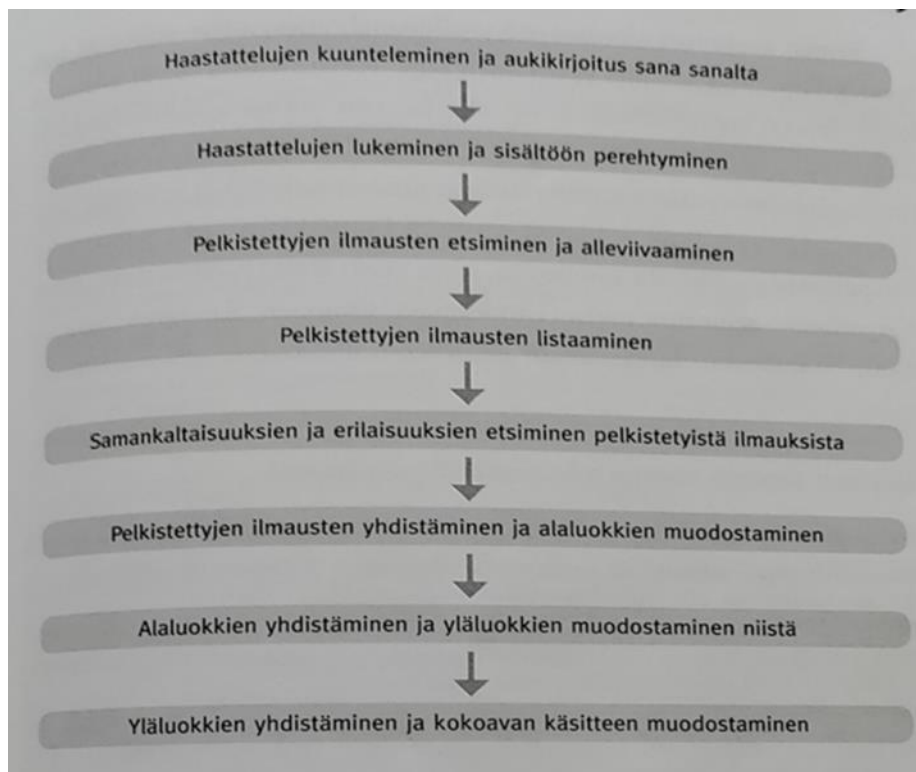 Haastattelujen kuunteleminen ja aukikirjoitus sana sanalta
Haastattelujen lukeminen ja sisältöön perehtyminen
Pelkistettyjen ilmausten etsiminen ja alleviivaaminen
Pelkistettyjen ilmausten listaaminen
Samankaltaisuuksien ja erilaisuuksien etsiminen pelkistetyistä ilmauksista
Pelkistettyjen ilmausten yhdistäminen ja alaluokkien muodostaminen
Alaluokkien yhdistäminen ja yläluokkien muodostaminen niistä
Yläluokkien yhdistäminen ja kokoavan käsitteen muodostaminen